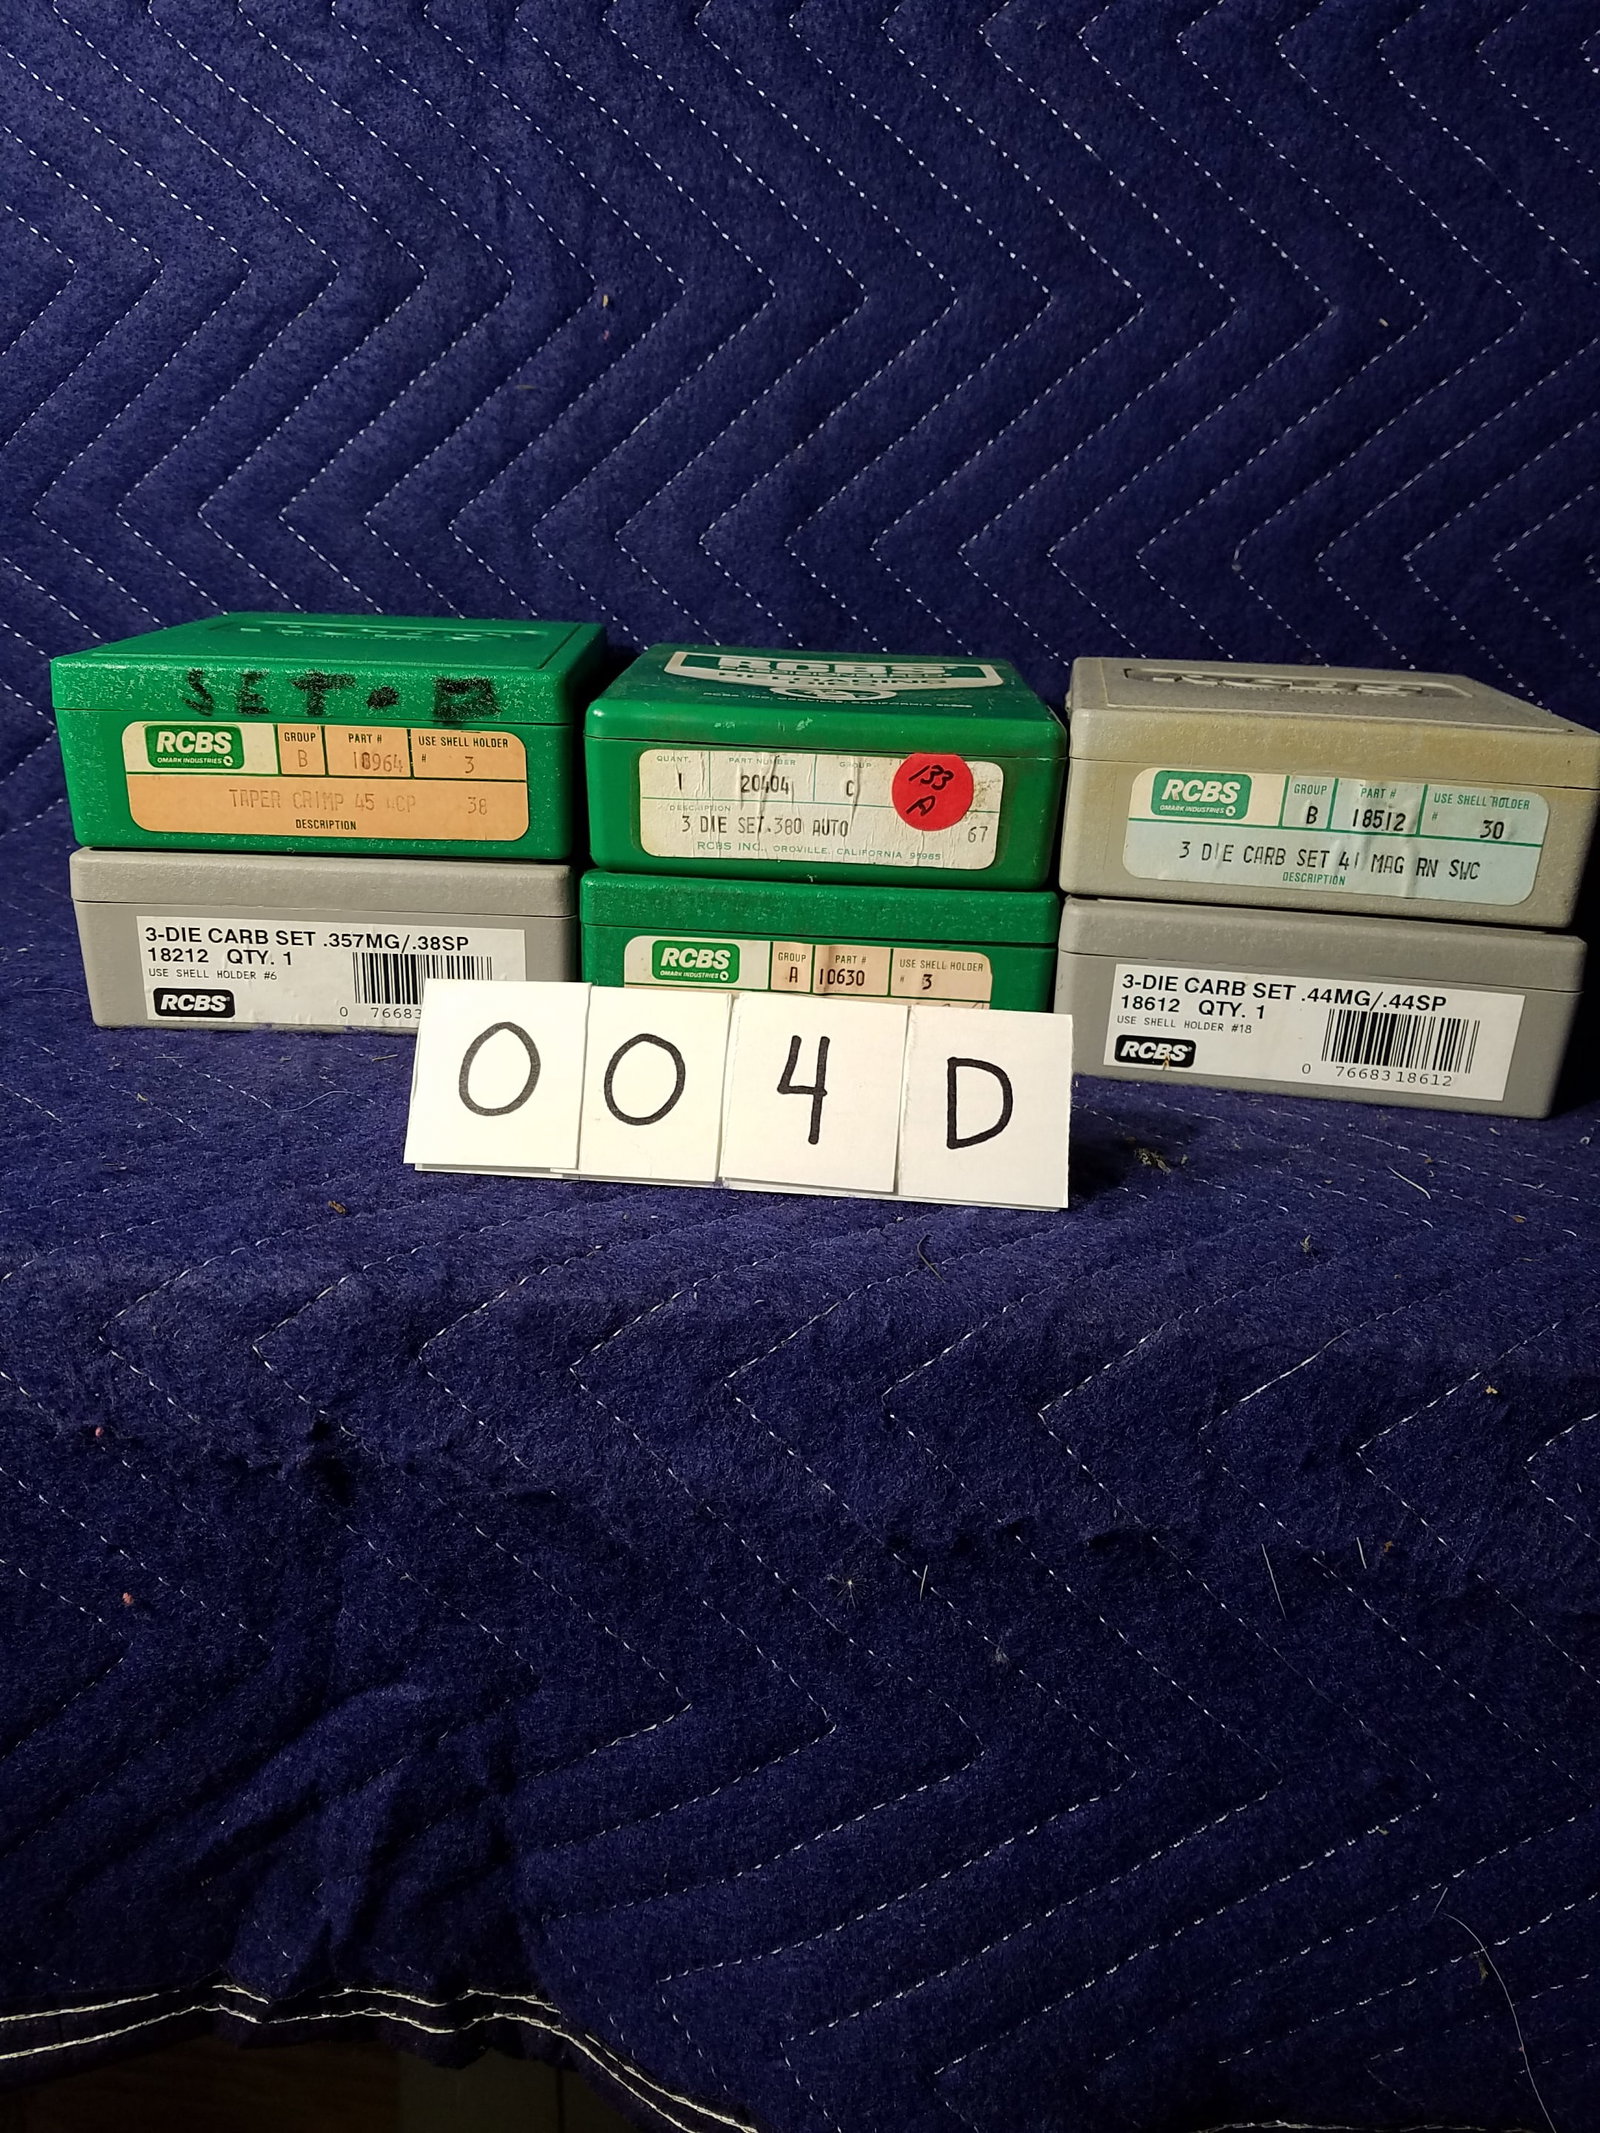 SET. B
RCBS
OMARK INDUSTRIES
GROUP
B
PART #
18964
USE SHELL HOLDER
# 3
TAPER CRIMP 45 ACP 38
DESCRIPTION
RCBS
QUANT. PART NUMBER GROUP
1 20404 C
DESCRIPTION
3 DIE SET.380 AUTO 67
RCBS INC., OROVILLE, CALIFORNIA 95965
133
A
RCBS
RCBS
OMARK INDUSTRIES
GROUP
B
PART #
18512
USE SHELL HOLDER
# 30
3 DIE CARB SET 41 MAG RN SWC
DESCRIPTION
3-DIE CARB SET .357MG/.38SP
18212 QTY. 1
USE SHELL HOLDER #6
RCBS
0 76683
RCBS
OMARK INDUSTRIES
GROUP
A
PART #
10630
USE SHELL HOLDER
# 3
3-DIE CARB SET .44MG/.44SP
18612 QTY. 1
USE SHELL HOLDER #18
RCBS
0 7668318612
004D